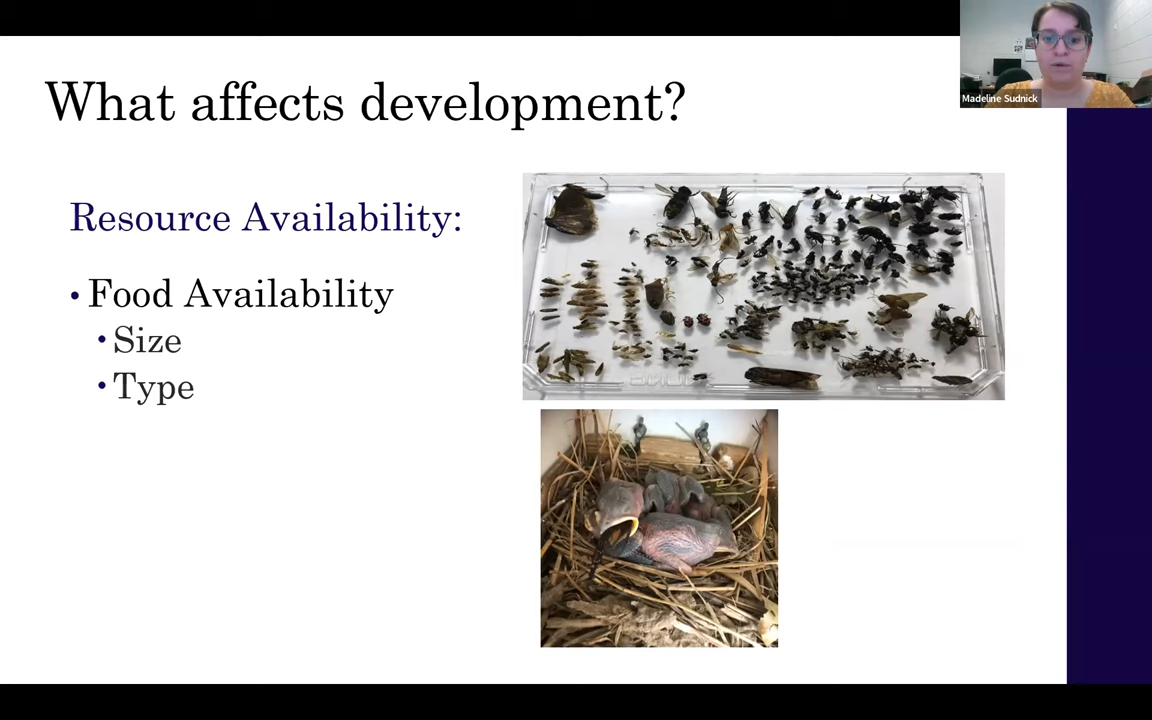 What affects development?
Madeline Sudnick
Resource Availability:
• Food Availability
• Size
• Type